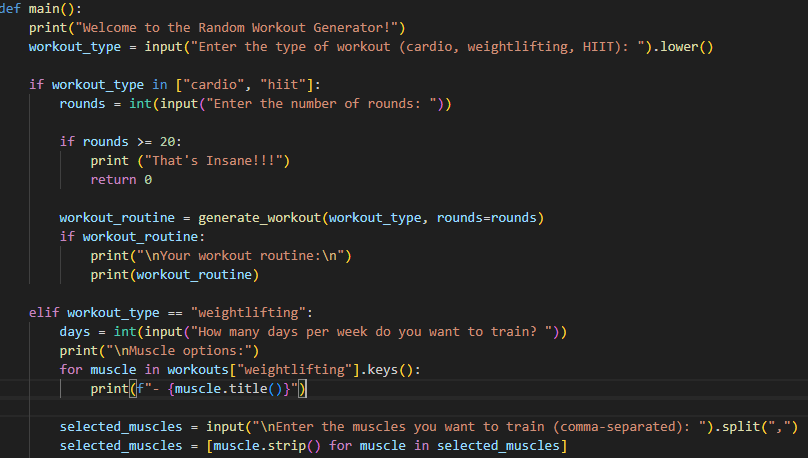 def main():
    print("Welcome to the Random Workout Generator!")
    workout_type = input("Enter the type of workout (cardio, weightlifting, HIIT): ").lower()
    if workout_type in ["cardio", "hiit"]:
        rounds = int(input("Enter the number of rounds: "))
        if rounds >= 20:
            print ("That's Insane!!!")
            return 0
        workout_routine = generate_workout(workout_type, rounds=rounds)
        if workout_routine:
            print("\nYour workout routine:\n")
            print(workout_routine)
    elif workout_type == "weightlifting":
        days = int(input("How many days per week do you want to train? "))
        print("\nMuscle options:")
        for muscle in workouts["weightlifting"].keys():
            print(f"- {muscle.title()}")
        selected_muscles = input("\nEnter the muscles you want to train (comma-separated): ").split(",")
        selected_muscles = [muscle.strip() for muscle in selected_muscles]